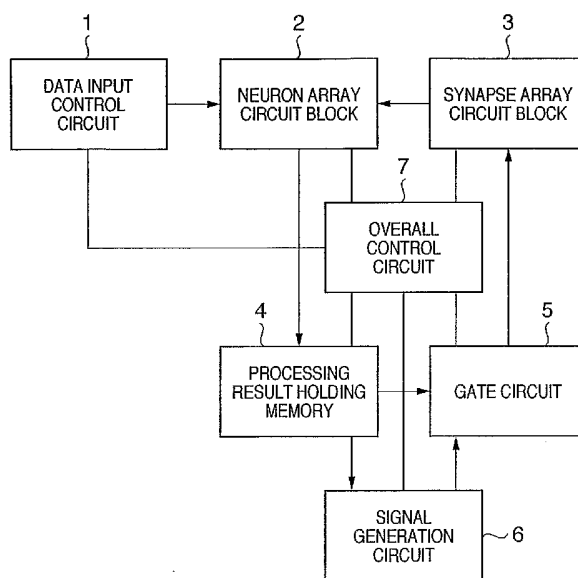 1
2
3
DATA INPUT
CONTROL
CIRCUIT
NEURON ARRAY
CIRCUIT BLOCK
SYNAPSE ARRAY
CIRCUIT BLOCK
7
OVERALL
CONTROL
CIRCUIT
4
5
PROCESSING
RESULT HOLDING
MEMORY
GATE CIRCUIT
SIGNAL
GENERATION
CIRCUIT
6